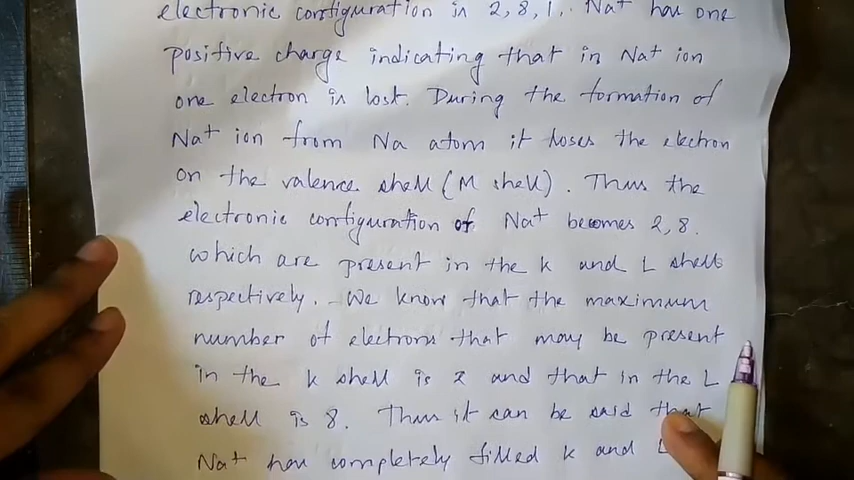 electronic configuration is 2, 8, 1. Na+ has one
positive charge indicating that in Na+ ion
one electron is lost. During the formation of
Na+ ion from Na atom it loses the electron
on the valence shell (M shell). Thus the
electronic configuration of Na+ becomes 2, 8.
which are present in the K and L shells
respectively. We know that the maximum
number of electrons that may be present
in the K shell is 2 and that in the L
shell is 8. Thus it can be said that
Na+ has completely filled K and L